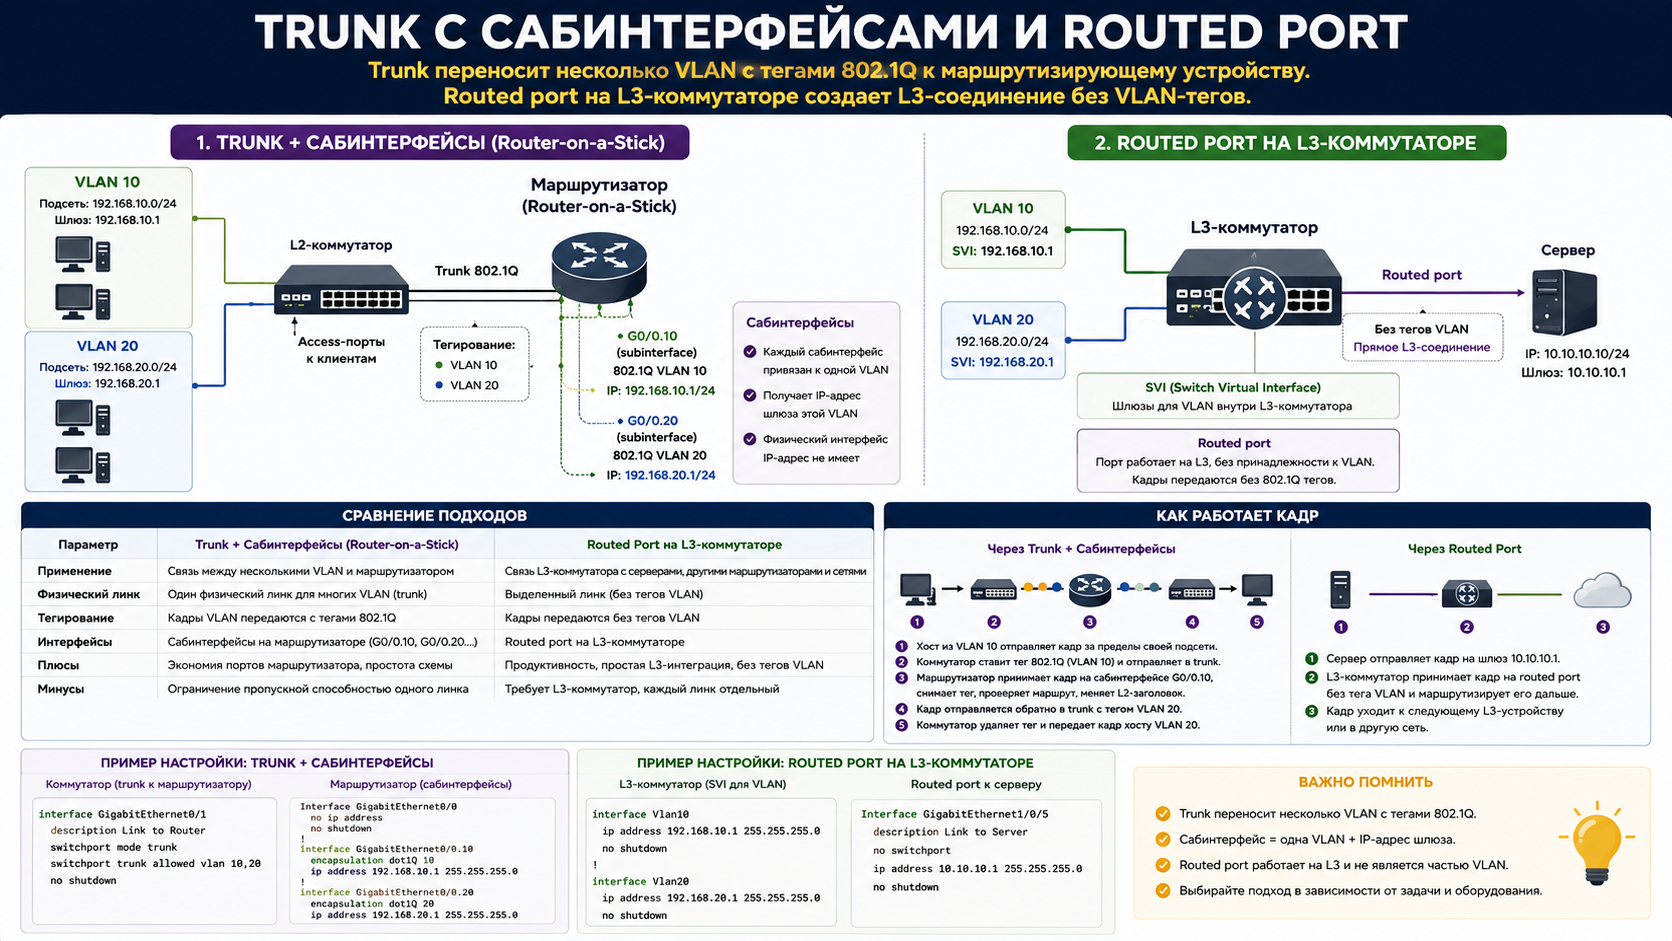 TRUNK С САБИНТЕРФЕЙСАМИ И ROUTED PORT
Trunk переносит несколько VLAN с тегами 802.1Q к маршрутизирующему устройству.
Routed port на L3-коммутаторе создает L3-соединение без VLAN-тегов.
1. TRUNK + САБИНТЕРФЕЙСЫ (Router-on-a-Stick)
VLAN 10
Подсеть: 192.168.10.0/24
Шлюз: 192.168.10.1
VLAN 20
Подсеть: 192.168.20.0/24
Шлюз: 192.168.20.1
L2-коммутатор
Access-порты
к клиентам
Trunk 802.1Q
Тегирование:
VLAN 10
VLAN 20
Маршрутизатор
(Router-on-a-Stick)
G0/0.10
(subinterface)
802.1Q VLAN 10
IP: 192.168.10.1/24
G0/0.20
(subinterface)
802.1Q VLAN 20
IP: 192.168.20.1/24
Сабинтерфейсы
Каждый сабинтерфейс
привязан к одной VLAN
Получает IP-адрес
шлюза этой VLAN
Физический интерфейс
IP-адрес не имеет
2. ROUTED PORT НА L3-КОММУТАТОРЕ
VLAN 10
192.168.10.0/24
SVI: 192.168.10.1
VLAN 20
192.168.20.0/24
SVI: 192.168.20.1
L3-коммутатор
Routed port
Без тегов VLAN
Прямое L3-соединение
Сервер
IP: 10.10.10.10/24
Шлюз: 10.10.10.1
SVI (Switch Virtual Interface)
Шлюзы для VLAN внутри L3-коммутатора
Routed port
Порт работает на L3, без принадлежности к VLAN.
Кадры передаются без 802.1Q тегов.
СРАВНЕНИЕ ПОДХОДОВ
Параметр Trunk + Сабинтерфейсы (Router-on-a-Stick) Routed Port на L3-коммутаторе
Применение Связь между несколькими VLAN и маршрутизатором Связь L3-коммутатора с серверами, другими маршрутизаторами и сетями
Физический линк Один физический линк для многих VLAN (trunk) Выделенный линк (без тегов VLAN)
Тегирование Кадры VLAN передаются с тегами 802.1Q Кадры передаются без тегов VLAN
Интерфейсы Сабинтерфейсы на маршрутизаторе (G0/0.10, G0/0.20...) Routed port на L3-коммутаторе
Плюсы Экономия портов маршрутизатора, простота схемы Продуктивность, простая L3-интеграция, без тегов VLAN
Минусы Ограничение пропускной способностью одного линка Требует L3-коммутатор, каждый линк отдельный
КАК РАБОТАЕТ КАДР
Через Trunk + Сабинтерфейсы
1 2 3 4 5
1 Хост из VLAN 10 отправляет кадр за пределы своей подсети.
2 Коммутатор ставит тег 802.1Q (VLAN 10) и отправляет в trunk.
3 Маршрутизатор принимает кадр на сабинтерфейсе G0/0.10,
снимает тег, проверяет маршрут, меняет L2-заголовок.
4 Кадр отправляется обратно в trunk с тегом VLAN 20.
5 Коммутатор удаляет тег и передает кадр хосту VLAN 20.
Через Routed Port
1 2 3
1 Сервер отправляет кадр на шлюз 10.10.10.1.
2 L3-коммутатор принимает кадр на routed port
без тега VLAN и маршрутизирует его дальше.
3 Кадр уходит к следующему L3-устройству
или в другую сеть.
ПРИМЕР НАСТРОЙКИ: TRUNK + САБИНТЕРФЕЙСЫ
Коммутатор (trunk к маршрутизатору)
interface GigabitEthernet0/1
description Link to Router
switchport mode trunk
switchport trunk allowed vlan 10,20
no shutdown
Маршрутизатор (сабинтерфейсы)
Interface GigabitEthernet0/0
no ip address
no shutdown
!
interface GigabitEthernet0/0.10
encapsulation dot1Q 10
ip address 192.168.10.1 255.255.255.0
!
interface GigabitEthernet0/0.20
encapsulation dot1Q 20
ip address 192.168.20.1 255.255.255.0
ПРИМЕР НАСТРОЙКИ: ROUTED PORT НА L3-КОММУТАТОРЕ
L3-коммутатор (SVI для VLAN)
interface Vlan10
ip address 192.168.10.1 255.255.255.0
no shutdown
!
interface Vlan20
ip address 192.168.20.1 255.255.255.0
no shutdown
Routed port к серверу
Interface GigabitEthernet1/0/5
description Link to Server
no switchport
ip address 10.10.10.1 255.255.255.0
no shutdown
ВАЖНО ПОМНИТЬ
Trunk переносит несколько VLAN с тегами 802.1Q.
Сабинтерфейс = одна VLAN + IP-адрес шлюза.
Routed port работает на L3 и не является частью VLAN.
Выбирайте подход в зависимости от задачи и оборудования.